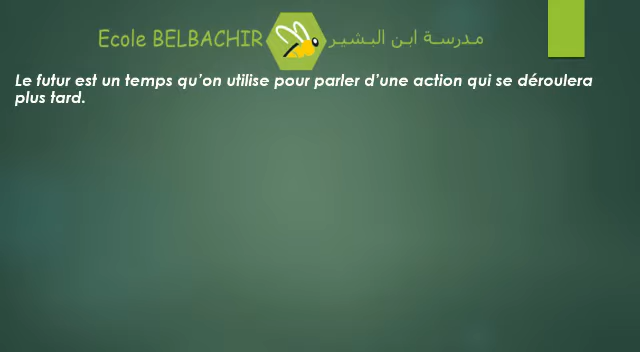 Ecole BELBACHIR مدرسة ابن البشير
Le futur est un temps qu’on utilise pour parler d’une action qui se déroulera
plus tard.